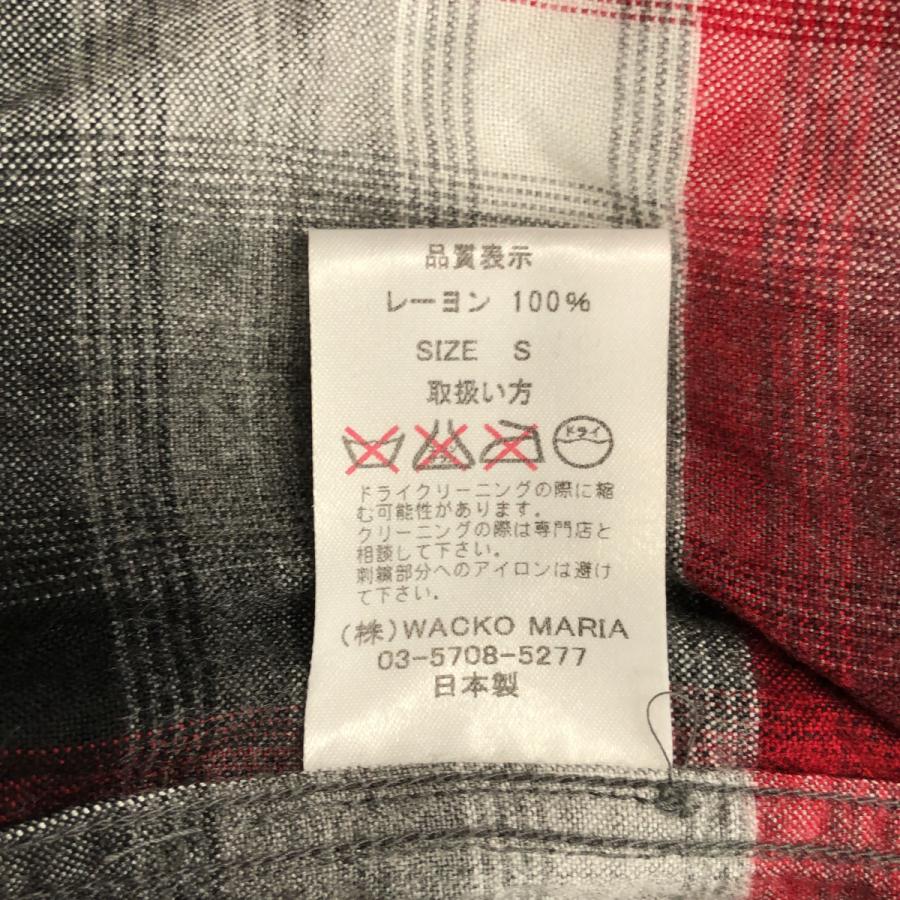 品質表示
レーヨン 100%
SIZE S
取扱い方
ドライ
ドライクリーニングの際に縮
む可能性があります.
クリーニングの際は専門店と
相談して下さい.
刺繍部分へのアイロンは避け
て下さい.
(株)WACKO MARIA
03-5708-5277
日本製